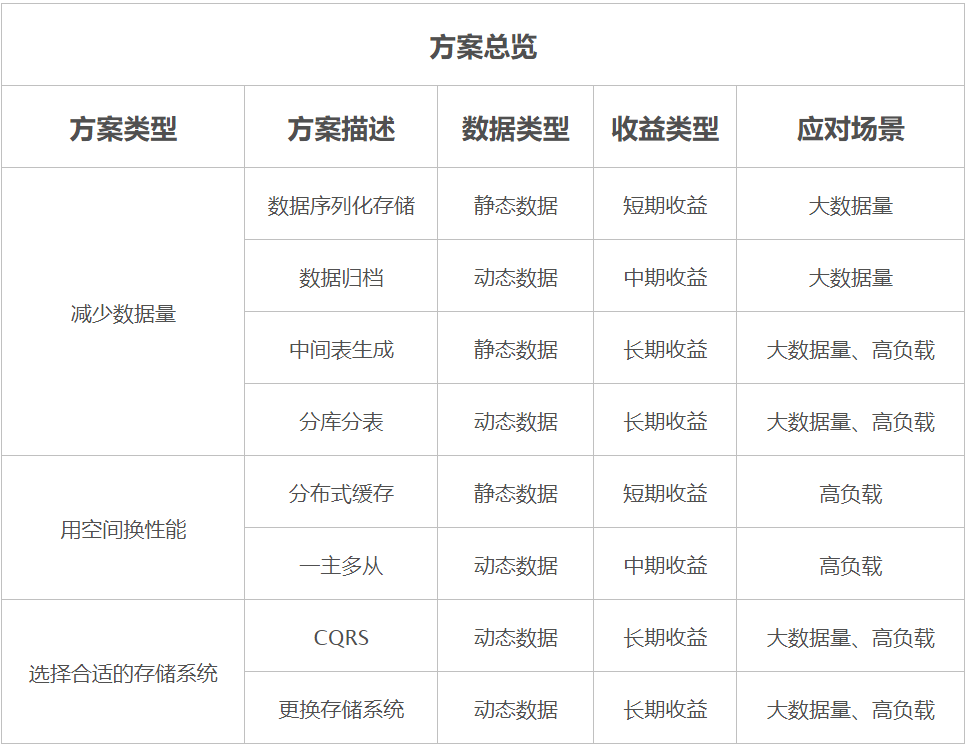 方案总览
方案类型 方案描述 数据类型 收益类型 应对场景
减少数据量 数据序列化存储 静态数据 短期收益 大数据量
数据归档 动态数据 中期收益 大数据量
中间表生成 静态数据 长期收益 大数据量、高负载
分库分表 动态数据 长期收益 大数据量、高负载
用空间换性能 分布式缓存 静态数据 短期收益 高负载
一主多从 动态数据 中期收益 高负载
选择合适的存储系统 CQRS 动态数据 长期收益 大数据量、高负载
更换存储系统 动态数据 长期收益 大数据量、高负载